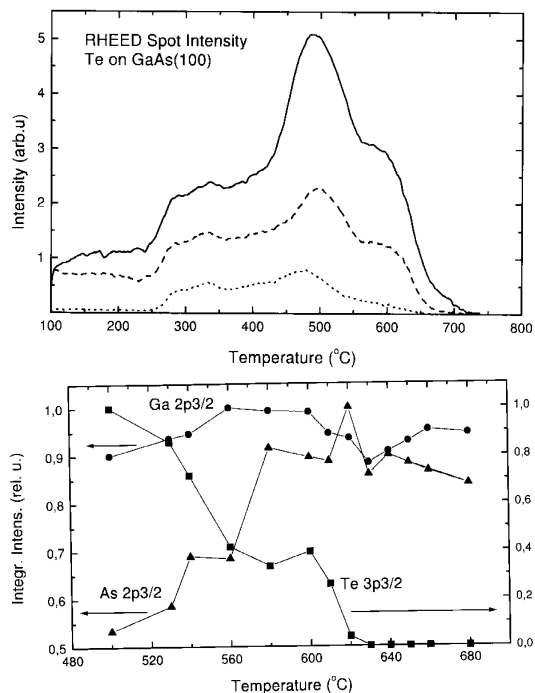 RHEED Spot Intensity
Te on GaAs(100)
Intensity (arb.u)
5
4
3
2
1
100 200 300 400 500 600 700 800
Temperature (°C)
Ga 2p3/2
As 2p3/2
Te 3p3/2
Integr. Intens. (rel. u.)
1,0
0,9
0,8
0,7
0,6
0,5
1,0
0,8
0,6
0,4
0,2
0,0
480 520 560 600 640 680
Temperature (°C)